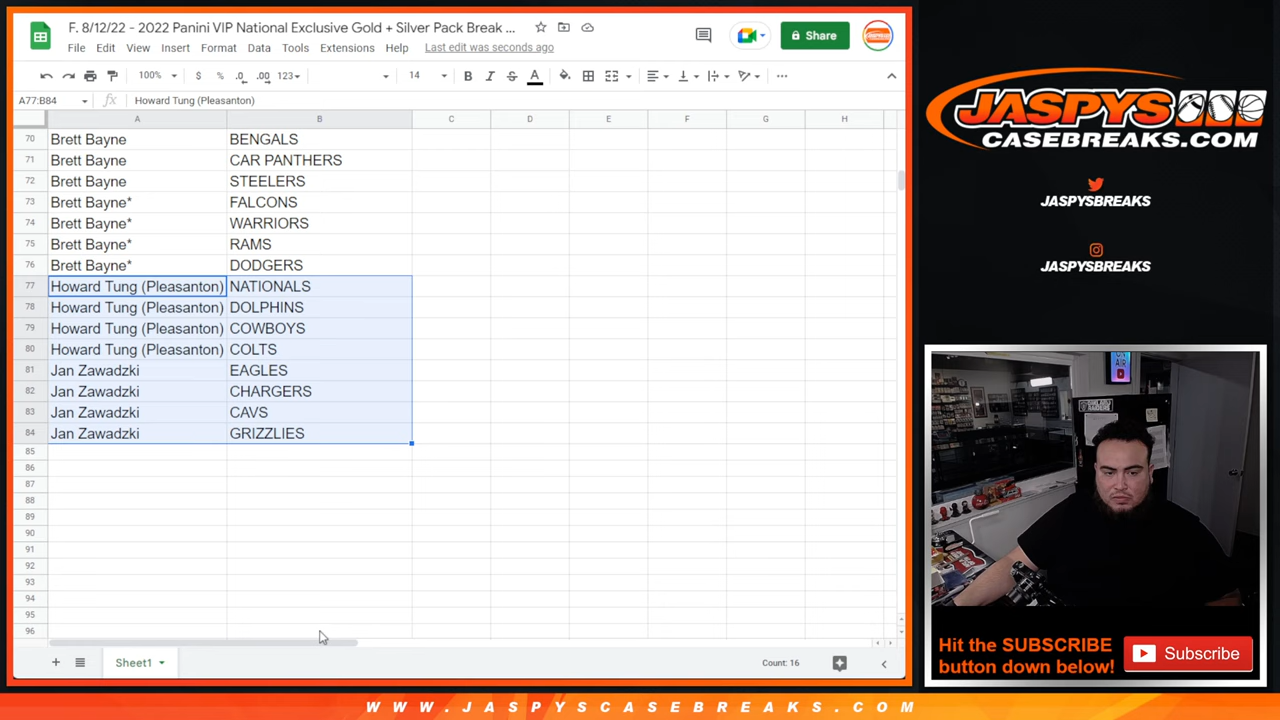 F. 8/12/22 - 2022 Panini VIP National Exclusive Gold + Silver Pack Break ...
Share
File Edit View Insert Format Data Tools Extensions Help Last edit was seconds ago
100% $ % .0 .00 123 14 B I S A
A77:B84 fx Howard Tung (Pleasanton)
A B C D E F G H
70 Brett Bayne BENGALS
71 Brett Bayne CAR PANTHERS
72 Brett Bayne STEELERS
73 Brett Bayne* FALCONS
74 Brett Bayne* WARRIORS
75 Brett Bayne* RAMS
76 Brett Bayne* DODGERS
77 Howard Tung (Pleasanton) NATIONALS
78 Howard Tung (Pleasanton) DOLPHINS
79 Howard Tung (Pleasanton) COWBOYS
80 Howard Tung (Pleasanton) COLTS
81 Jan Zawadzki EAGLES
82 Jan Zawadzki CHARGERS
83 Jan Zawadzki CAVS
84 Jan Zawadzki GRIZZLIES
85
86
87
88
89
90
91
92
93
94
95
96
+ Sheet1 Count: 16
JASPYS
CASEBREAKS.COM
JASPYSBREAKS
JASPYSBREAKS
ON
AIR
Hit the SUBSCRIBE
button down below!
Subscribe
WWW.JASPYSCASEBREAKS.COM